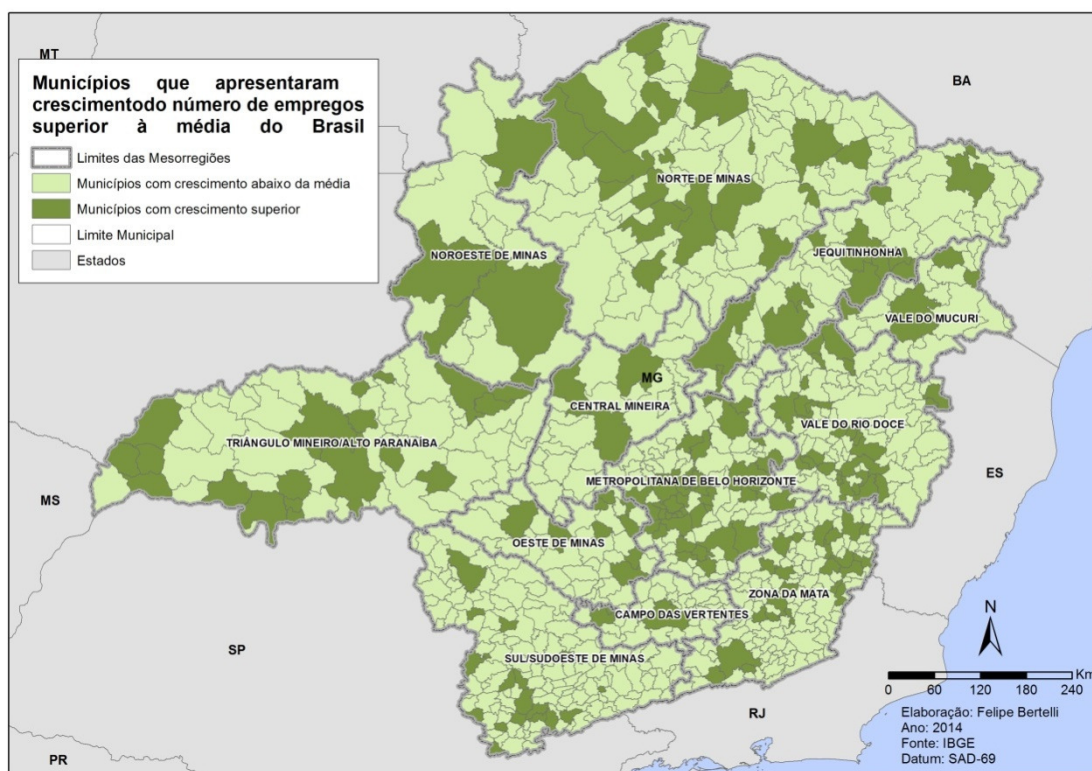 MT
Municípios que apresentaram
crescimentodo número de empregos
superior à média do Brasil
Limites das Mesorregiões
Municípios com crescimento abaixo da média
Municípios com crescimento superior
Limite Municipal
Estados
BA
NORTE DE MINAS
NOROESTE DE MINAS
JEQUITINHONHA
VALE DO MUCURI
MG
CENTRAL MINEIRA
VALE DO RIO DOCE
TRIÂNGULO MINEIRO/ALTO PARANAÍBA
METROPOLITANA DE BELO HORIZONTE
MS
ES
OESTE DE MINAS
ZONA DA MATA
CAMPO DAS VERTENTES
SUL/SUDOESTE DE MINAS
SP
RJ
PR
N
Km
0 60 120 180 240
Elaboração: Felipe Bertelli
Ano: 2014
Fonte: IBGE
Datum: SAD-69